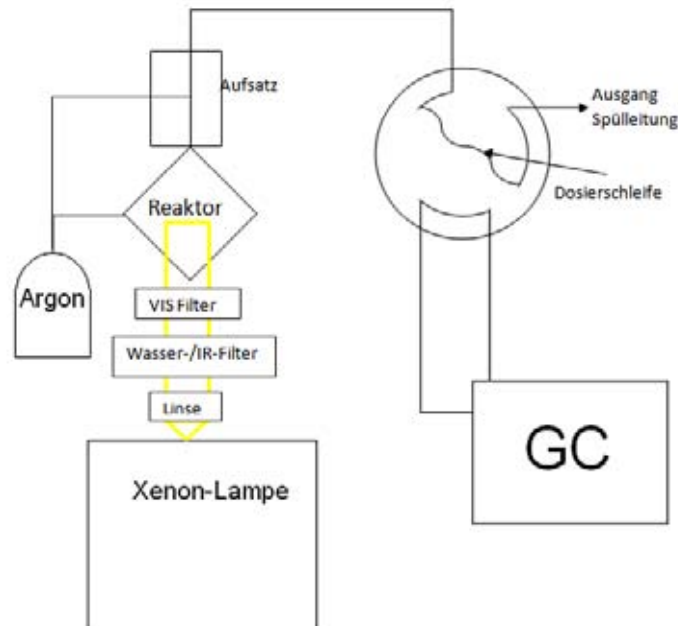 Aufsatz
Ausgang
Spülleitung
Dosierschleife
Reaktor
Argon
VIS Filter
Wasser-/IR-Filter
Linse
GC
Xenon-Lampe